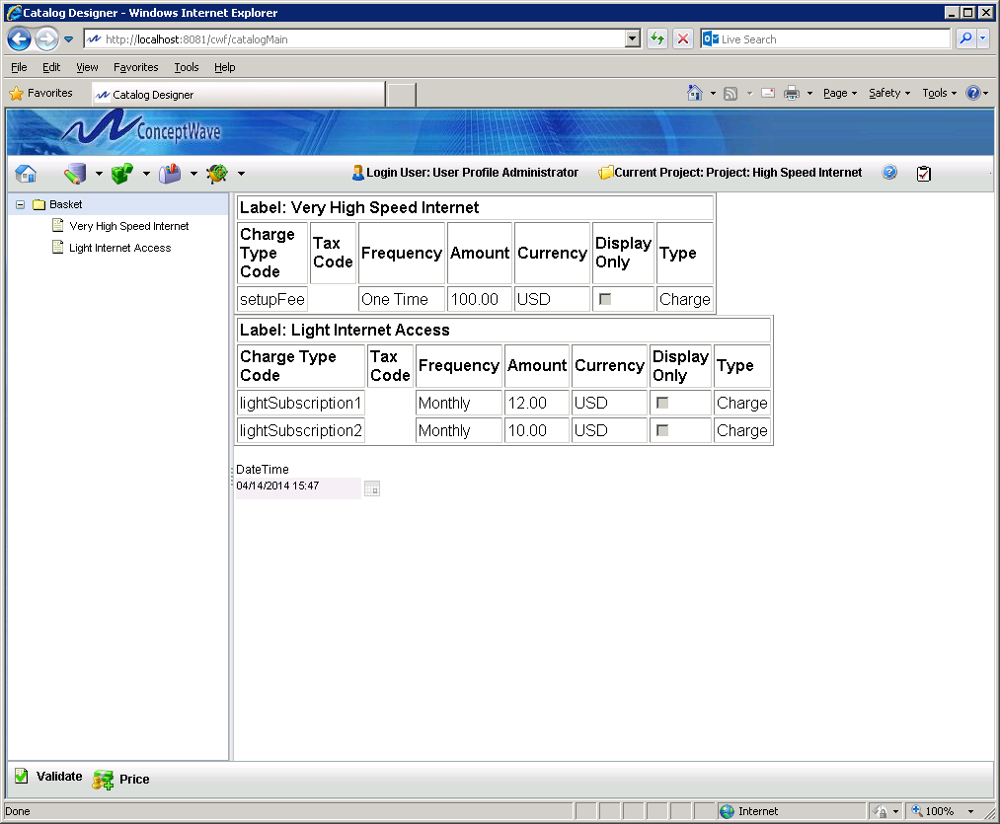 Catalog Designer - Windows Internet Explorer
http://localhost:8081/cwf/catalogMain
Live Search
File Edit View Favorites Tools Help
Favorites
Catalog Designer
Page Safety Tools
ConceptWave
Login User: User Profile Administrator
Current Project: Project: High Speed Internet
Basket
Very High Speed Internet
Light Internet Access
Label: Very High Speed Internet
Charge Type Code Tax Code Frequency Amount Currency Display Only Type
setupFee One Time 100.00 USD Charge
Label: Light Internet Access
Charge Type Code Tax Code Frequency Amount Currency Display Only Type
lightSubscription1 Monthly 12.00 USD Charge
lightSubscription2 Monthly 10.00 USD Charge
DateTime
04/14/2014 15:47
Validate Price
Done Internet 100%